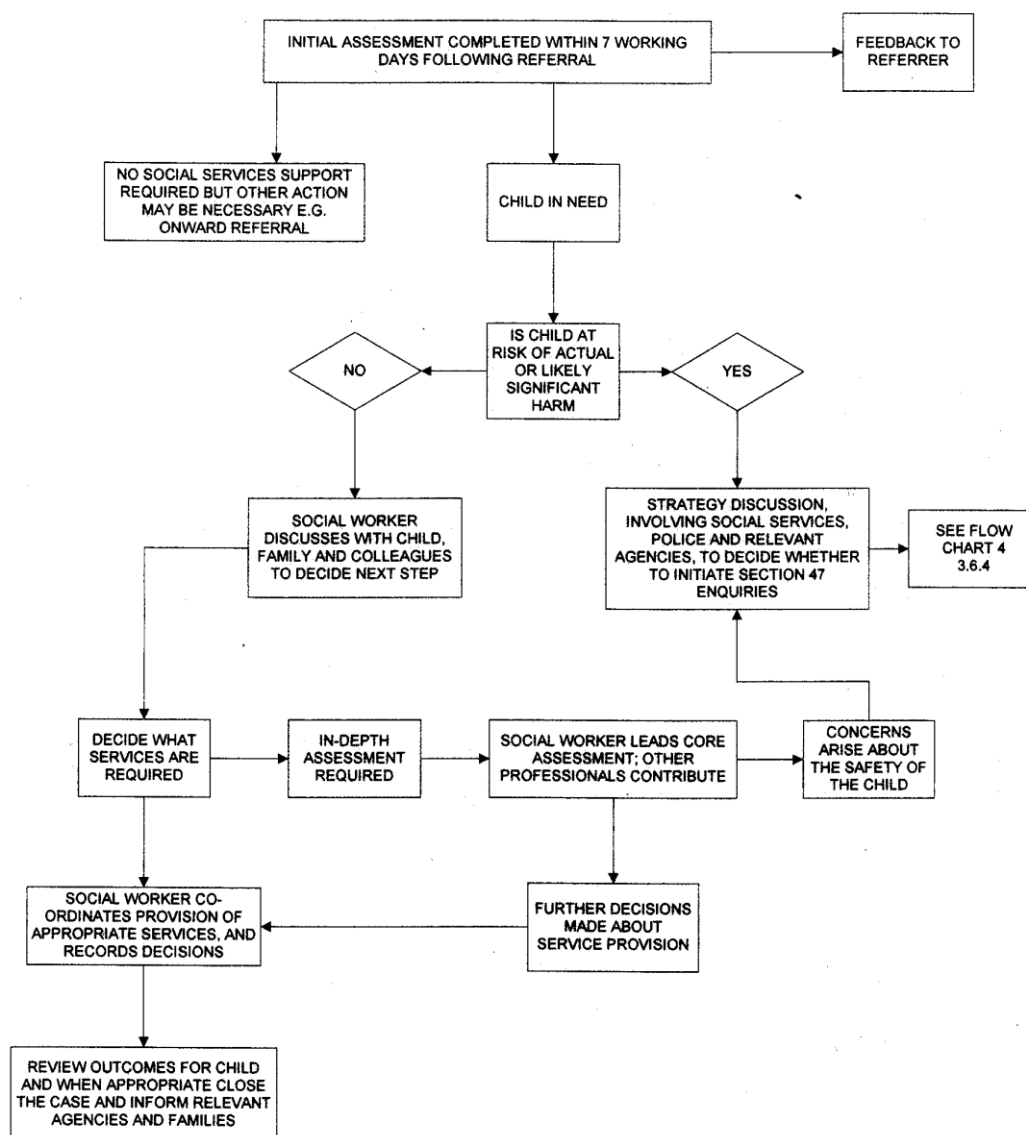 INITIAL ASSESSMENT COMPLETED WITHIN 7 WORKING
DAYS FOLLOWING REFERRAL
FEEDBACK TO
REFERRER
NO SOCIAL SERVICES SUPPORT
REQUIRED BUT OTHER ACTION
MAY BE NECESSARY E.G.
ONWARD REFERRAL
CHILD IN NEED
IS CHILD AT
RISK OF ACTUAL
OR LIKELY
SIGNIFICANT
HARM
NO
YES
SOCIAL WORKER
DISCUSSES WITH CHILD,
FAMILY AND COLLEAGUES
TO DECIDE NEXT STEP
STRATEGY DISCUSSION,
INVOLVING SOCIAL SERVICES,
POLICE AND RELEVANT
AGENCIES, TO DECIDE WHETHER
TO INITIATE SECTION 47
ENQUIRIES
SEE FLOW
CHART 4
3.6.4
DECIDE WHAT
SERVICES ARE
REQUIRED
IN-DEPTH
ASSESSMENT
REQUIRED
SOCIAL WORKER LEADS CORE
ASSESSMENT; OTHER
PROFESSIONALS CONTRIBUTE
CONCERNS
ARISE ABOUT
THE SAFETY OF
THE CHILD
SOCIAL WORKER CO-
ORDINATES PROVISION OF
APPROPRIATE SERVICES, AND
RECORDS DECISIONS
FURTHER DECISIONS
MADE ABOUT
SERVICE PROVISION
REVIEW OUTCOMES FOR CHILD
AND WHEN APPROPRIATE CLOSE
THE CASE AND INFORM RELEVANT
AGENCIES AND FAMILIES